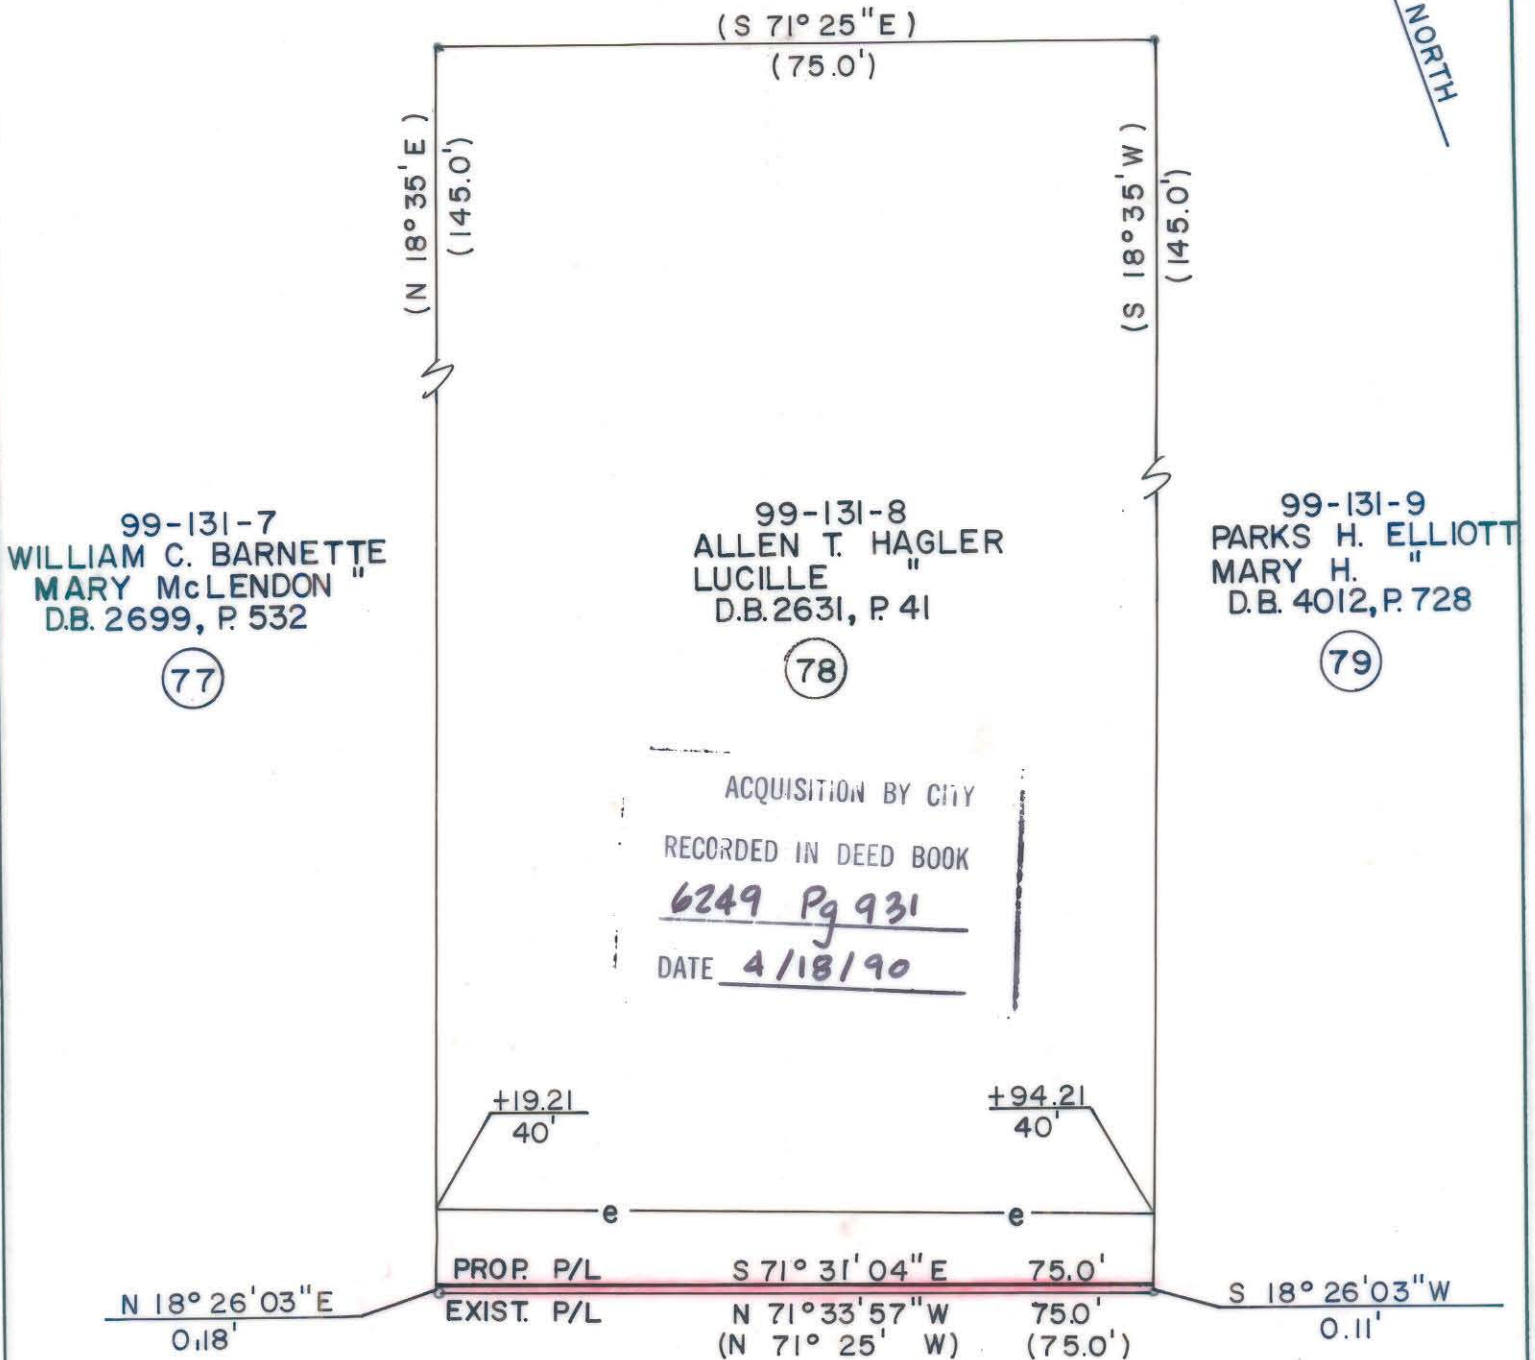 (S 71° 25" E)
(75.0')
NORTH
(N 18° 35' E)
(145.0')
(S 18° 35' W)
(145.0')
99-131-7
WILLIAM C. BARNETTE
MARY McLENDON "
D.B. 2699, P. 532
77
99-131-8
ALLEN T. HAGLER
LUCILLE "
D.B. 2631, P. 41
78
99-131-9
PARKS H. ELLIOTT
MARY H. "
D.B. 4012, P. 728
79
ACQUISITION BY CITY
RECORDED IN DEED BOOK
6249 Pg 931
DATE 4/18/90
+19.21
40'
+94.21
40'
e e
PROP. P/L S 71° 31' 04" E 75.0'
EXIST. P/L N 71° 33' 57" W 75.0'
(N 71° 25' W) (75.0')
N 18° 26' 03" E
0.18'
S 18° 26' 03" W
0.11'